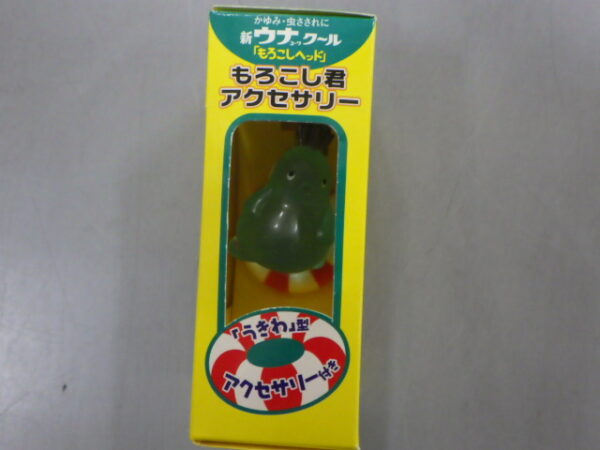 かゆみ・虫さされに
新ウナコーワクール
「もろこしヘッド」
もろこし君
アクセサリー
『うきわ』型
アクセサリー付き